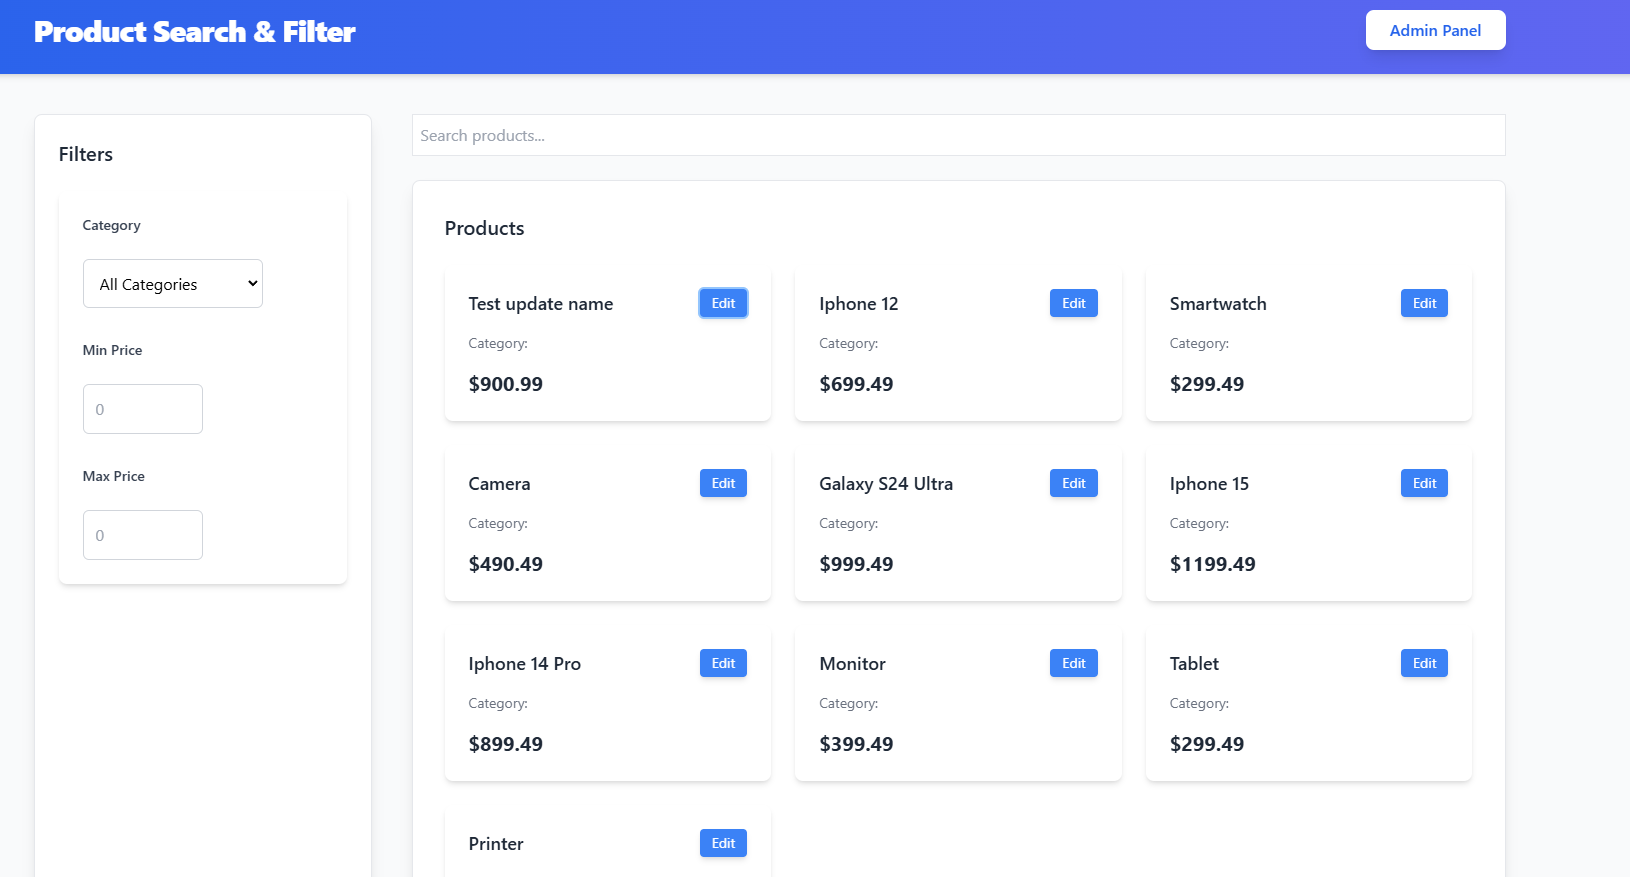 Product Search & Filter
Admin Panel
Filters
Category
All Categories
Min Price
0
Max Price
0
Search products...
Products
Test update name
Edit
Category:
$900.99
Iphone 12
Edit
Category:
$699.49
Smartwatch
Edit
Category:
$299.49
Camera
Edit
Category:
$490.49
Galaxy S24 Ultra
Edit
Category:
$999.49
Iphone 15
Edit
Category:
$1199.49
Iphone 14 Pro
Edit
Category:
$899.49
Monitor
Edit
Category:
$399.49
Tablet
Edit
Category:
$299.49
Printer
Edit